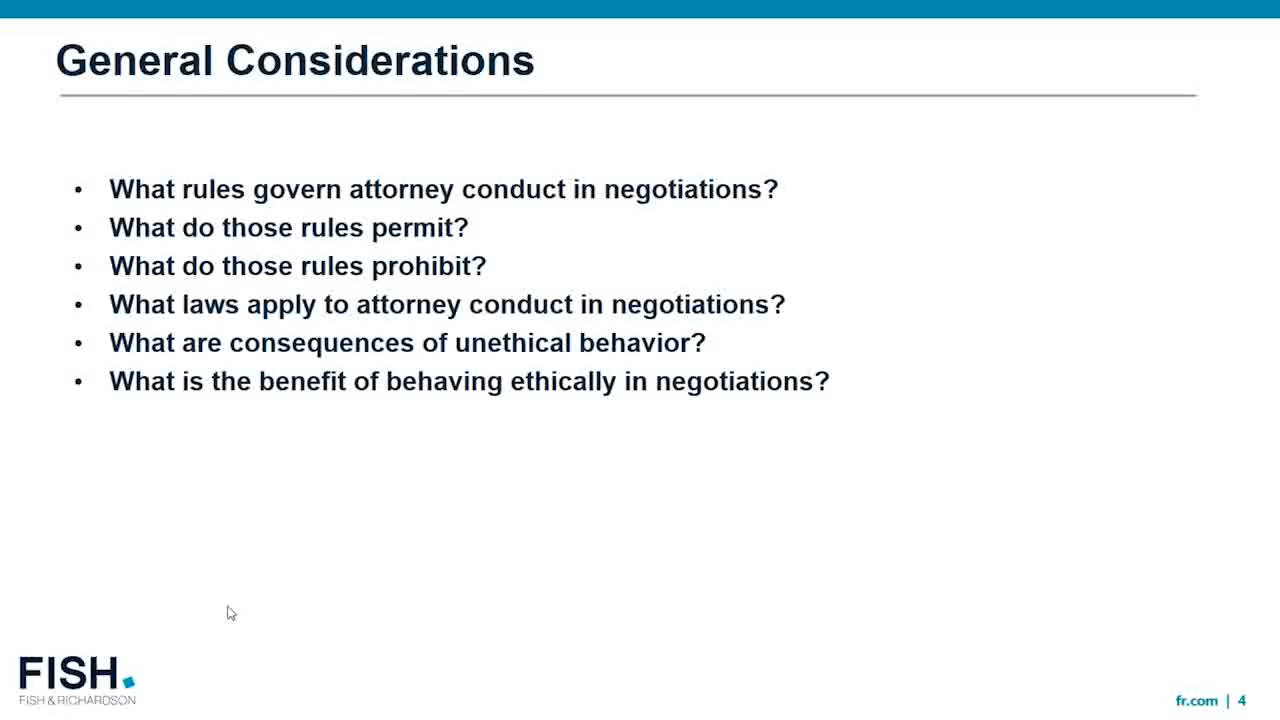 General Considerations
• What rules govern attorney conduct in negotiations?
• What do those rules permit?
• What do those rules prohibit?
• What laws apply to attorney conduct in negotiations?
• What are consequences of unethical behavior?
• What is the benefit of behaving ethically in negotiations?
FISH.
FISH & RICHARDSON
fr.com | 4